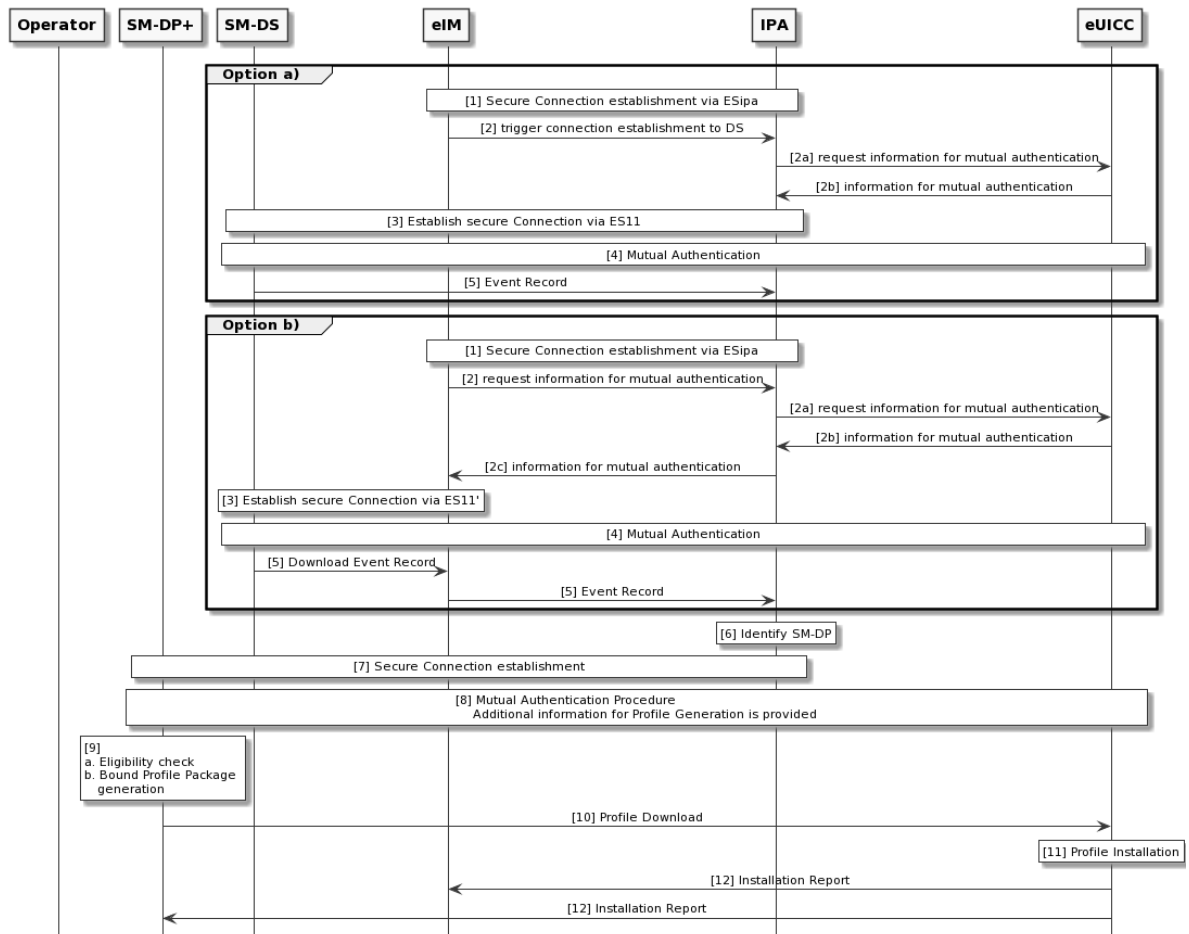 Operator
SM-DP+
SM-DS
eIM
IPA
eUICC
Option a)
[1] Secure Connection establishment via ESipa
[2] trigger connection establishment to DS
[2a] request information for mutual authentication
[2b] information for mutual authentication
[3] Establish secure Connection via ES11
[4] Mutual Authentication
[5] Event Record
Option b)
[1] Secure Connection establishment via ESipa
[2] request information for mutual authentication
[2a] request information for mutual authentication
[2b] information for mutual authentication
[2c] information for mutual authentication
[3] Establish secure Connection via ES11'
[4] Mutual Authentication
[5] Download Event Record
[5] Event Record
[6] Identify SM-DP
[7] Secure Connection establishment
[8] Mutual Authentication Procedure
Additional information for Profile Generation is provided
[9]
a. Eligibility check
b. Bound Profile Package
generation
[10] Profile Download
[11] Profile Installation
[12] Installation Report
[12] Installation Report